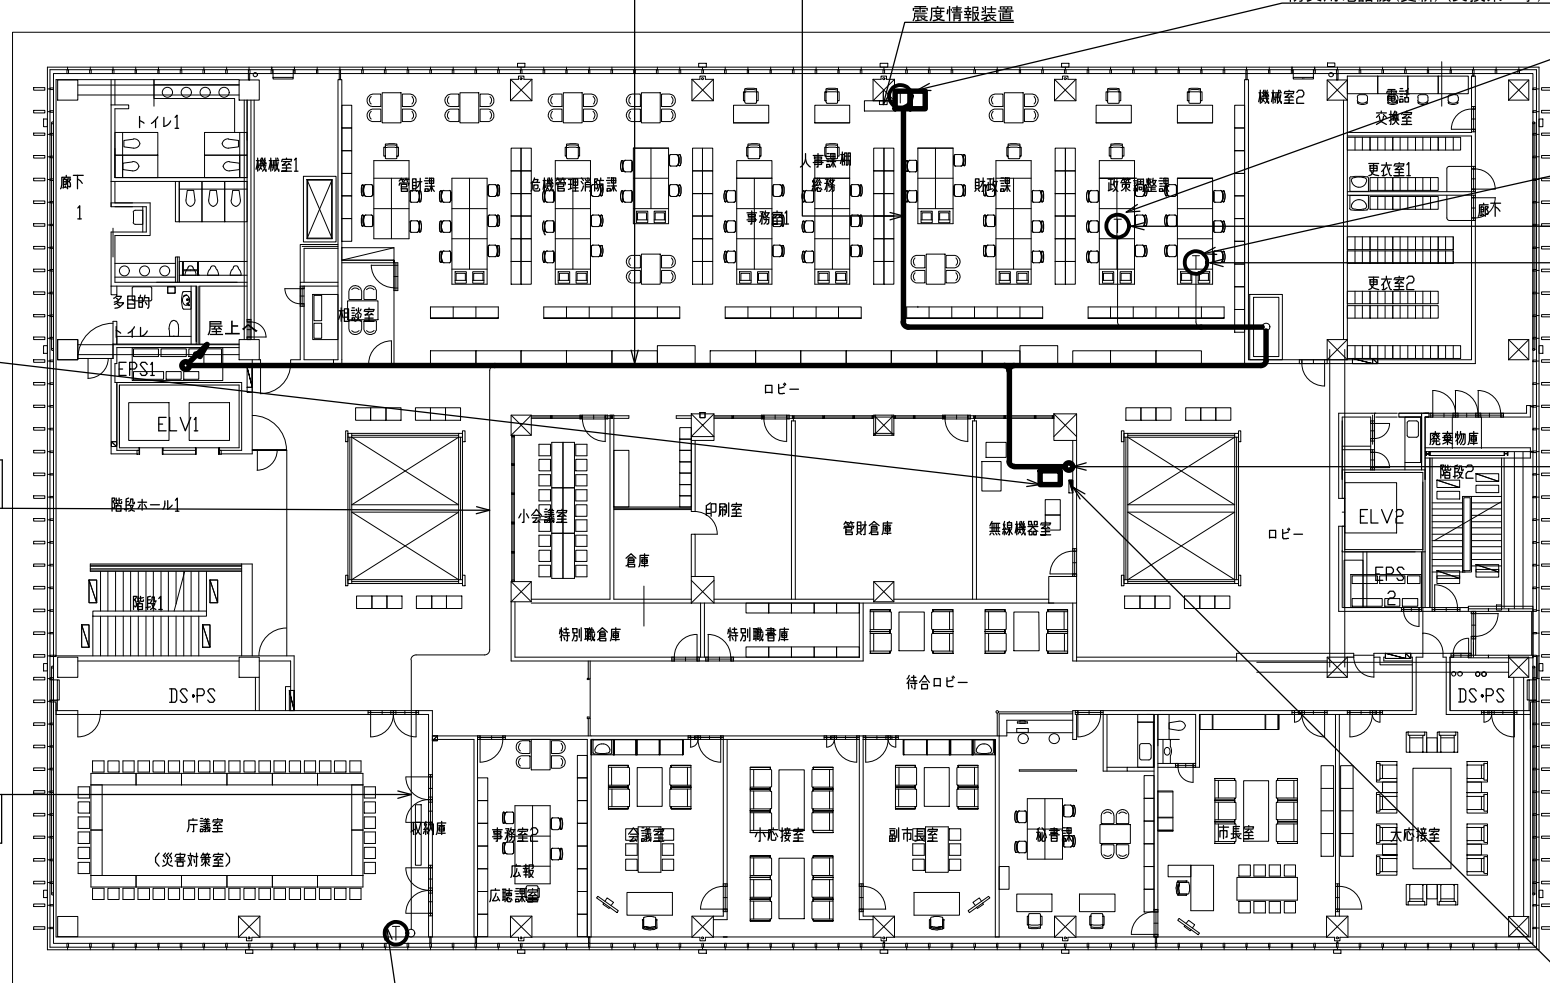 震度情報装置
トイレ1
廊下
1
機械室1
多目的
トイレ
屋上へ
EPS1
ELV1
相談室
管財課
危機管理消防課
人事課 棚
総務
事務室1
財政課
政策調整課
機械室2
電話
交換室
更衣室1
廊下
更衣室2
ロビー
階段ホール1
小会議室
倉庫
印刷室
管財倉庫
無線機器室
ロビー
廃棄物庫
階段2
ELV2
EPS
2
階段1
特別職倉庫
特別職書庫
待合ロビー
DS・PS
DS・PS
庁議室
(災害対策室)
収納庫
事務室2
広報
広聴課室
会議室
小応接室
副市長室
秘書課
市長室
大応接室